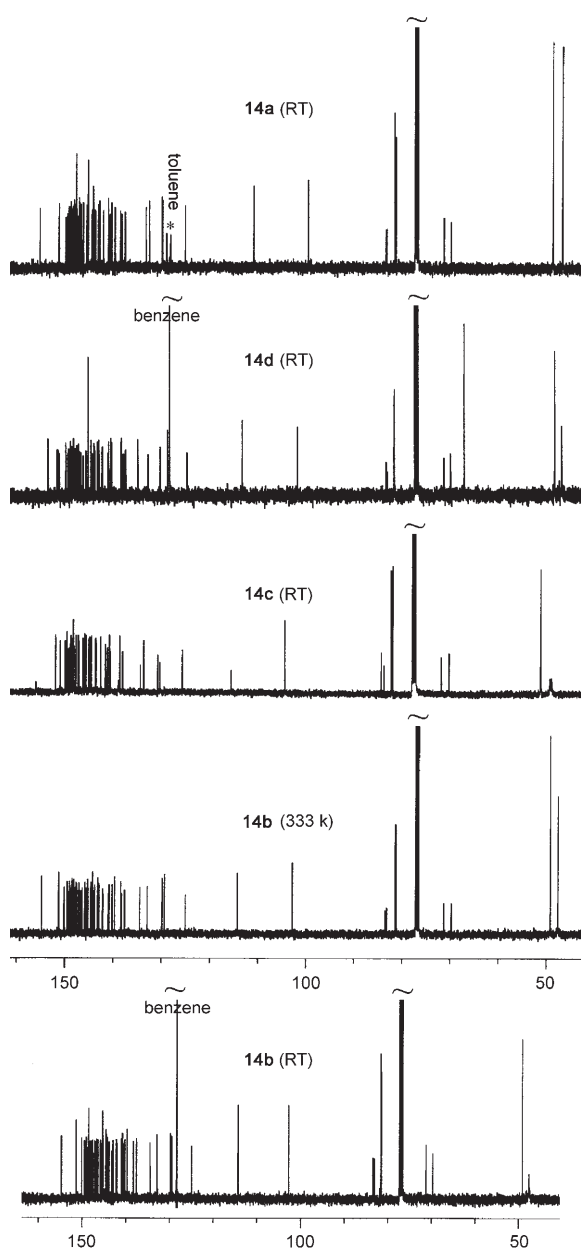 14a (RT)
toluene
*
benzene
14d (RT)
14c (RT)
14b (333 k)
150 100 50
benzene
14b (RT)
150 100 50